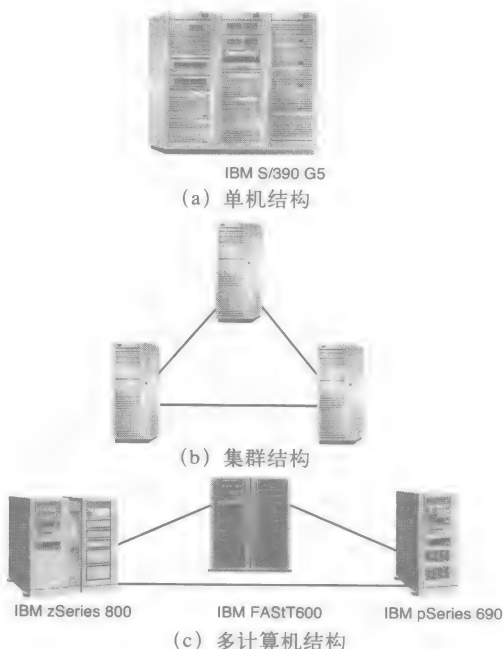 IBM S/390 G5
(a) 单机结构
(b) 集群结构
IBM zSeries 800
IBM FAStT600
IBM pSeries 690
(c) 多计算机结构